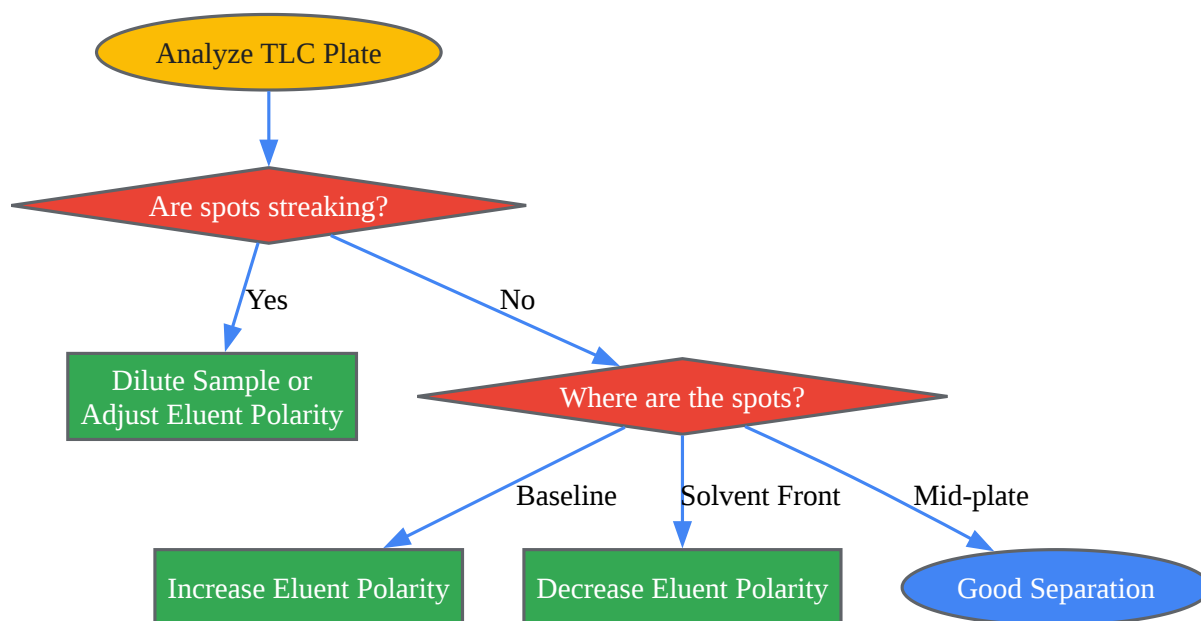 Analyze TLC Plate
Are spots streaking?
Yes
No
Dilute Sample or
Adjust Eluent Polarity
Where are the spots?
Baseline
Solvent Front
Mid-plate
Increase Eluent Polarity
Decrease Eluent Polarity
Good Separation